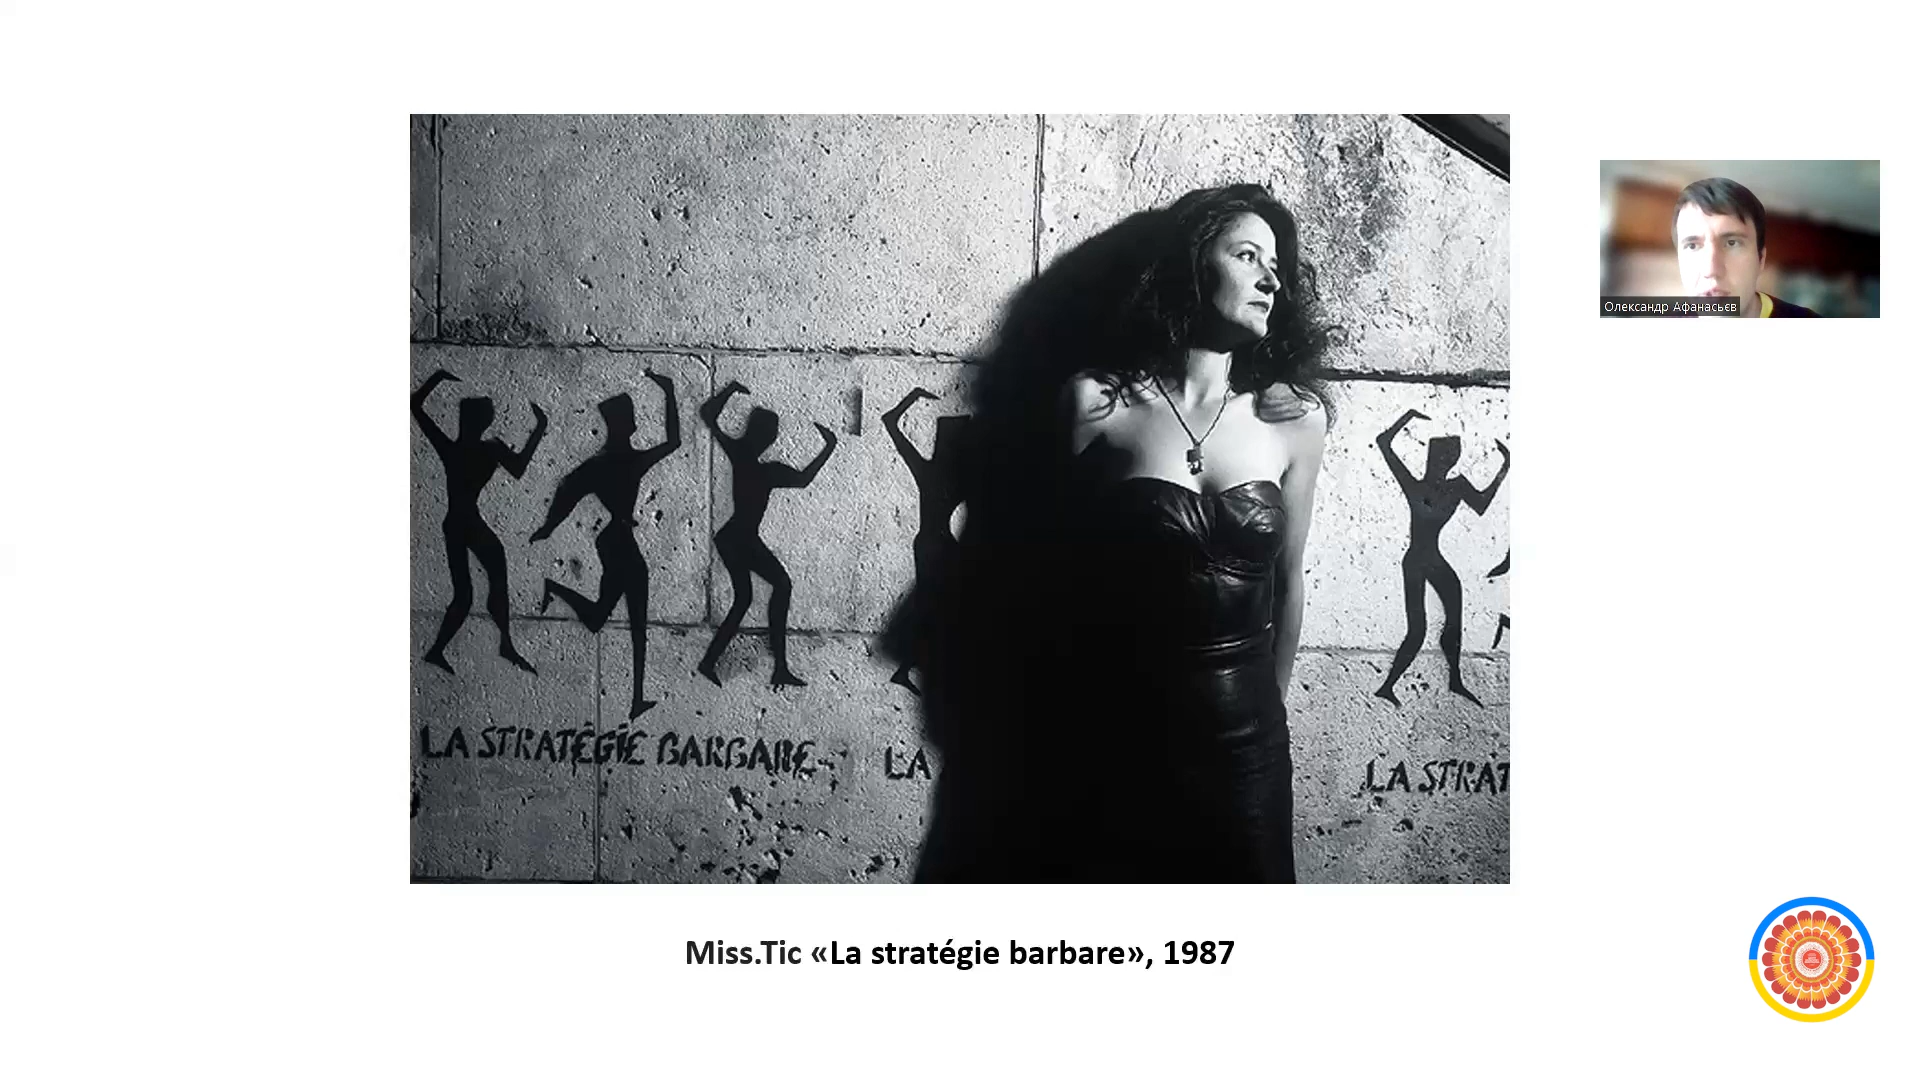 LA STRATÉGIE BARBARE
LA
LA STRAT
Олександр Афанасьєв
Miss.Tic «La stratégie barbare», 1987